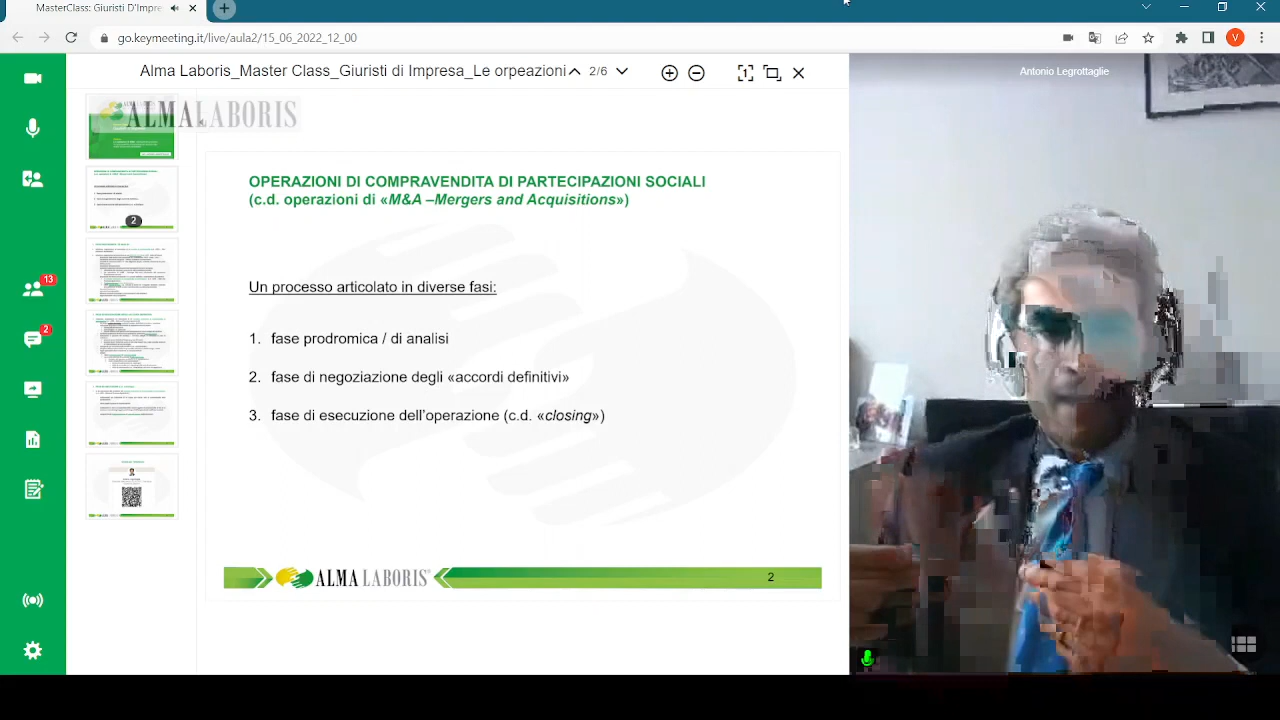 MasterClass: Giuristi D'Impre
go.keymeeting.it/live/aula2/15_06_2022_12_00
V
Alma Laboris_Master Class_Giuristi di Impresa_Le orpeazioni
2/6
Antonio Legrottaglie
ALMA LABORIS
OPERAZIONI DI COMPRAVENDITA DI PARTECIPAZIONI SOCIALI
(c.d. operazioni di «M&A –Mergers and Acquisitions»)
2
Un processo articolato in diverse fasi:
13
1. fase prodromica / di analisi
2
2. fase di negoziazione degli «accordi definitivi»
3. fase di esecuzione dell'operazione (c.d. «closing»)
ALMA LABORIS
2